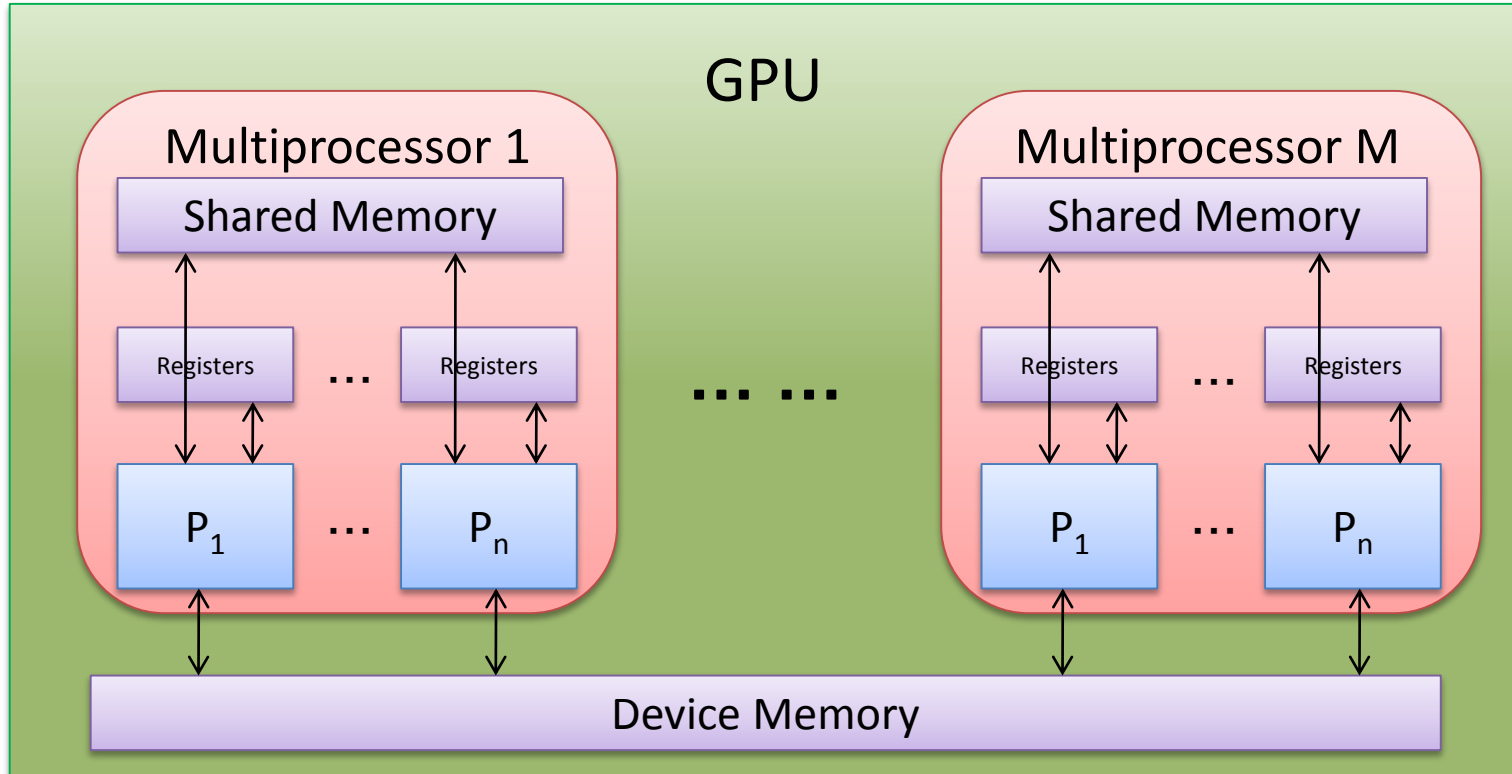 GPU
Multiprocessor 1
Multiprocessor M
Shared Memory
Shared Memory
Registers ... Registers
... ...
Registers ... Registers
P1 ... Pn
P1 ... Pn
Device Memory